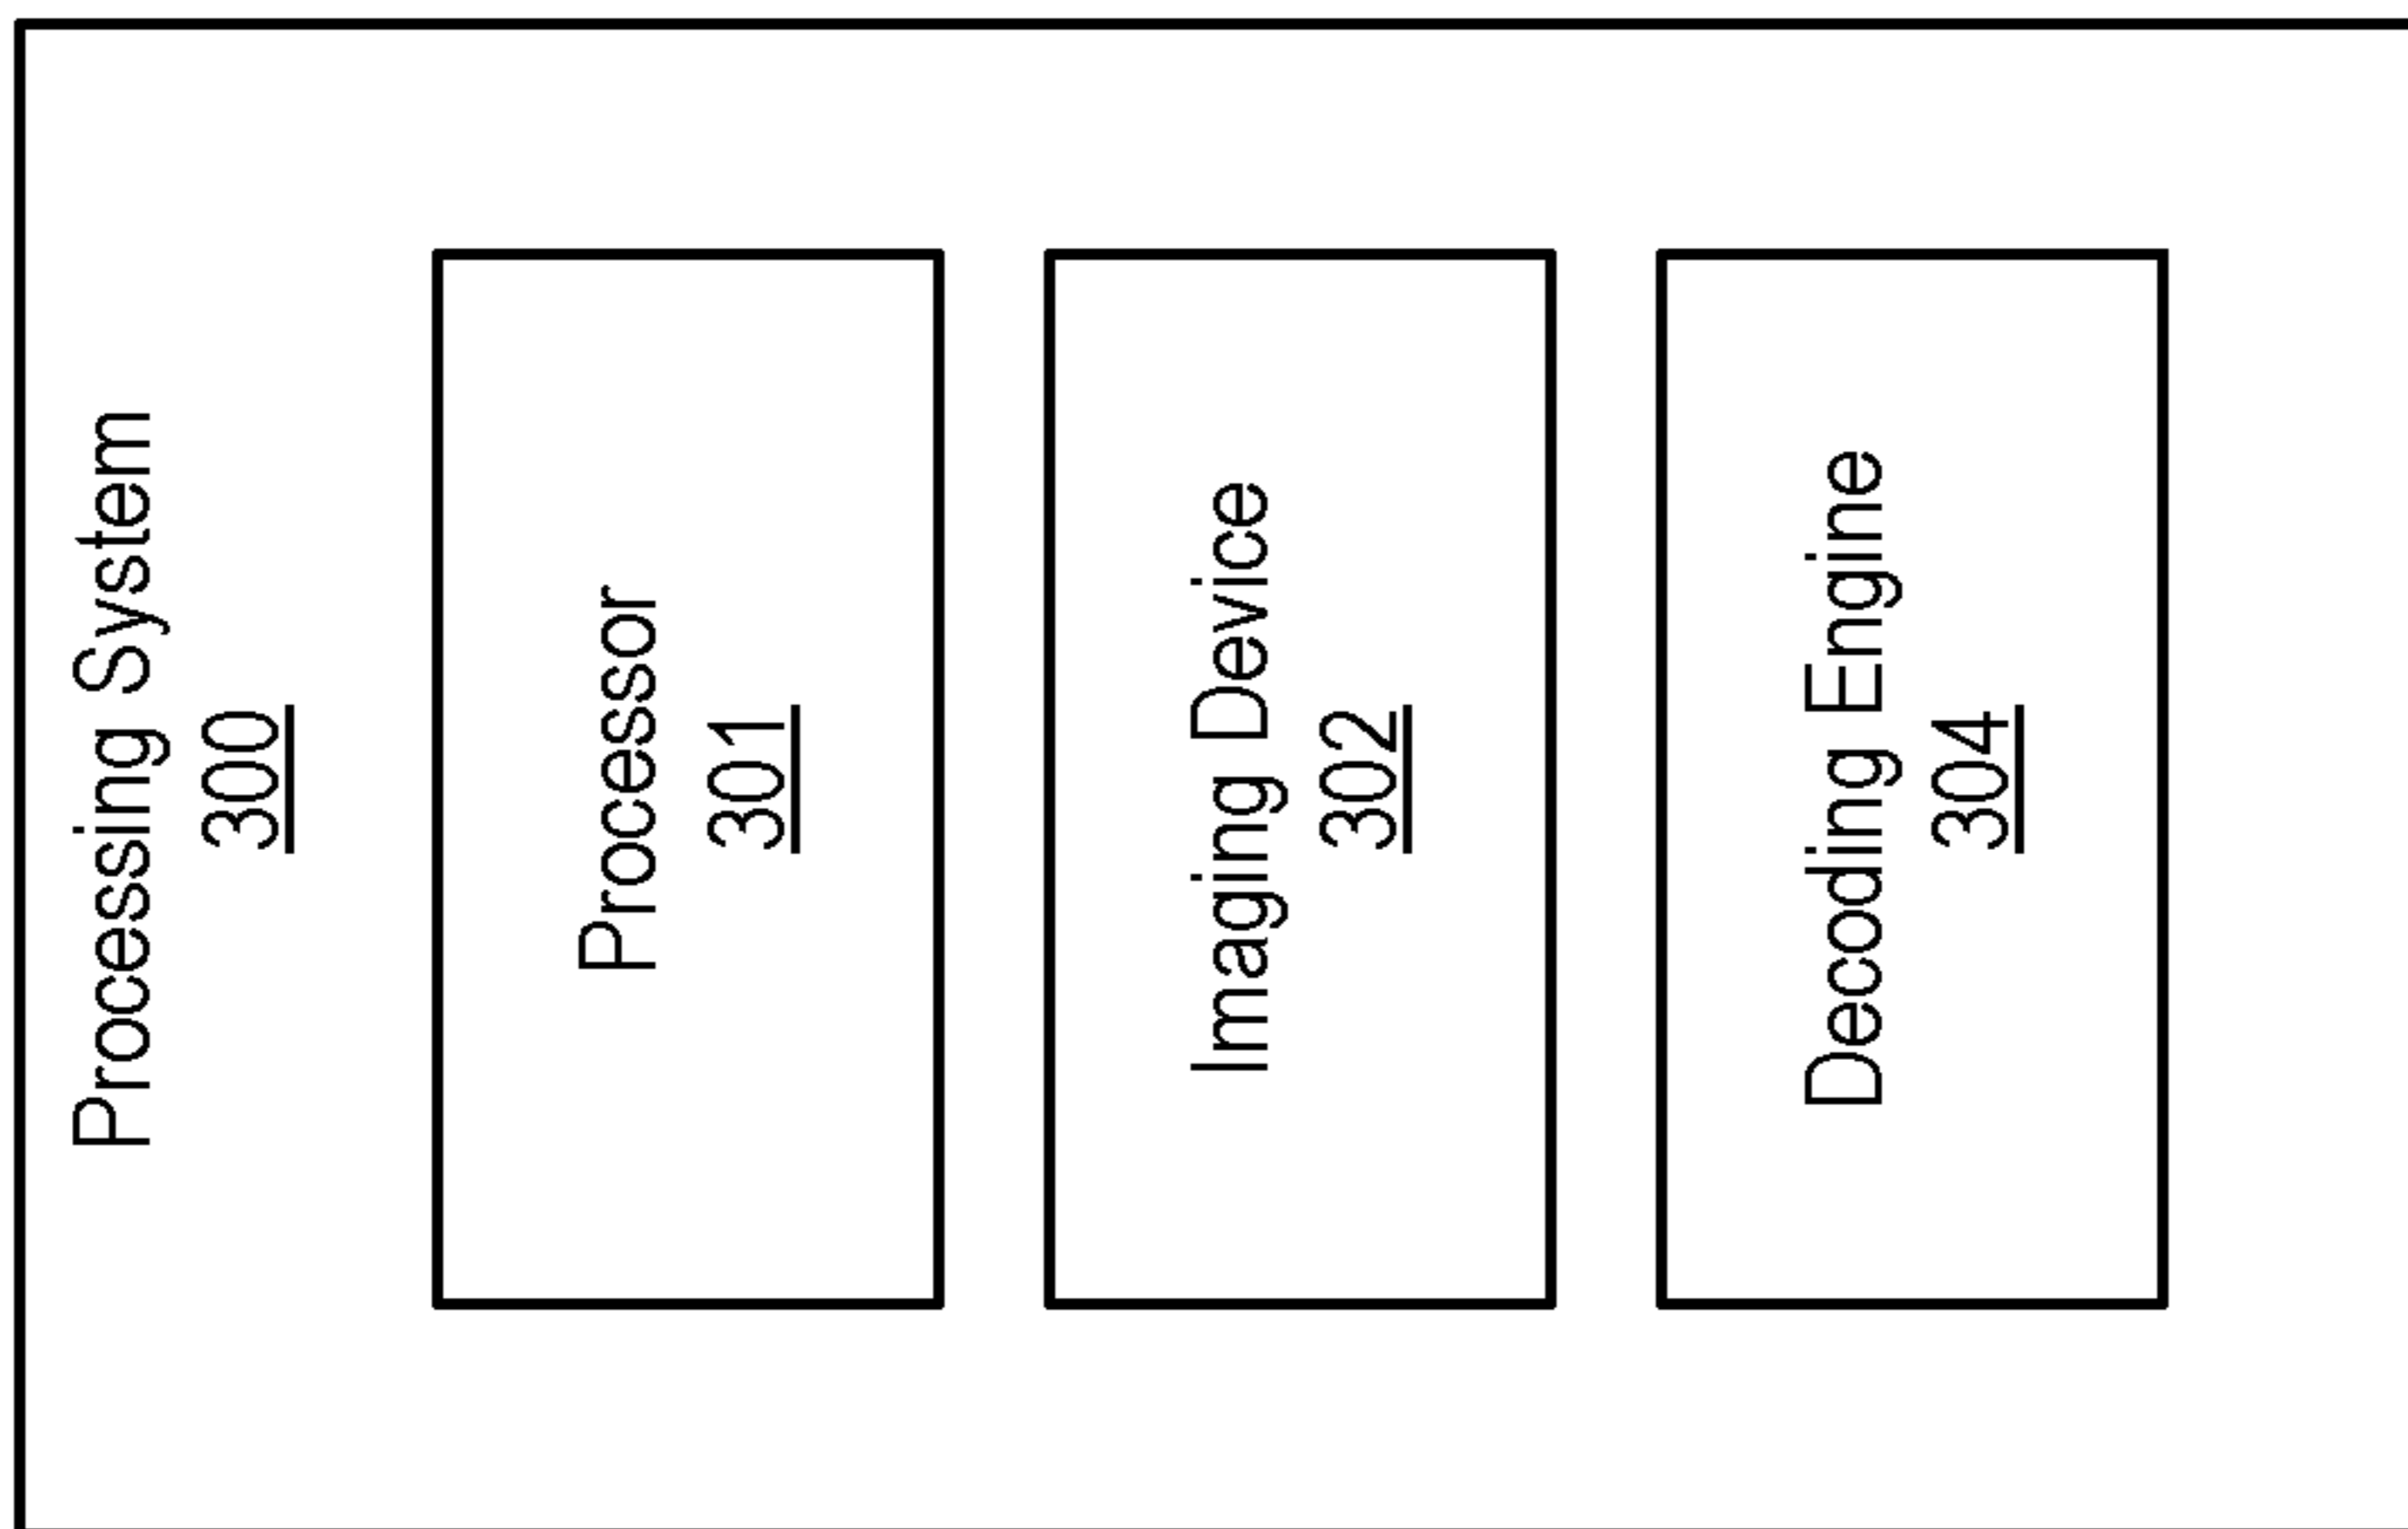 Processing System
300
Processor
301
Imaging Device
302
Decoding Engine
304